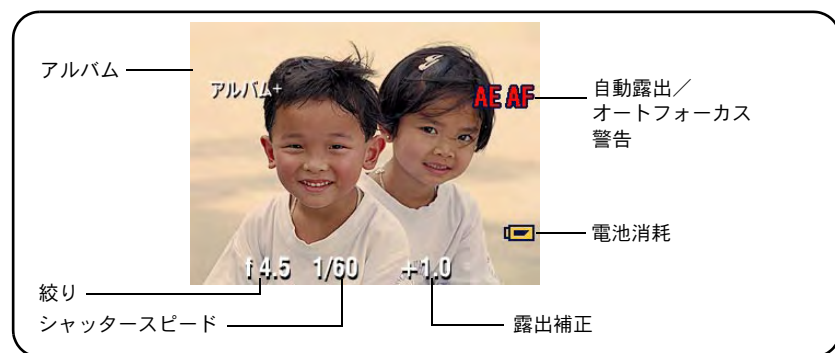 アルバム
アルバム+
AE AF
自動露出／
オートフォーカス
警告
電池消耗
f 4.5 1/60 +1.0
絞り
シャッタースピード
露出補正